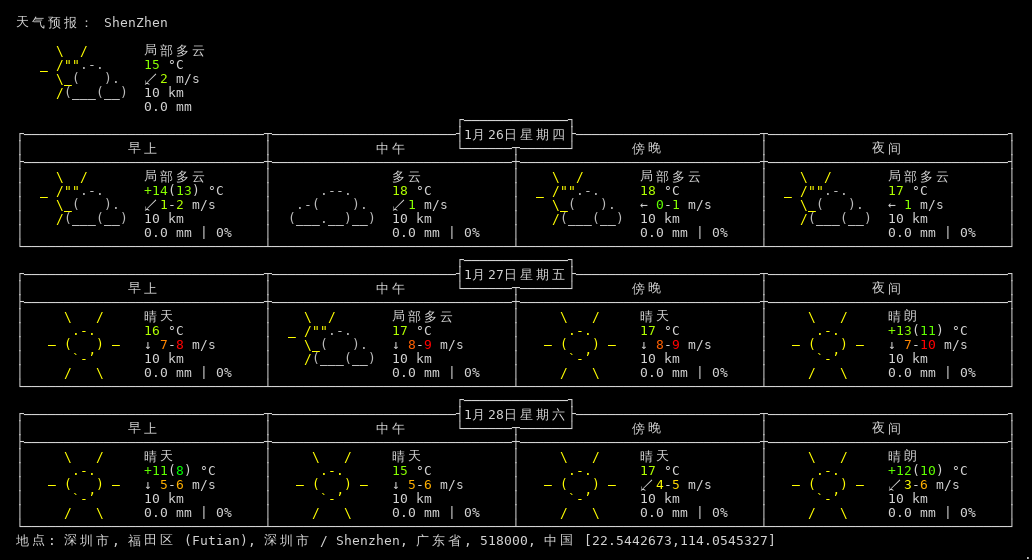 天气预报： ShenZhen
局部多云
15 °C
↙2 m/s
10 km
0.0 mm
1月26日星期四
早上 中午 傍晚 夜间
局部多云 多云 局部多云 局部多云
+14(13) °C 18 °C 18 °C 17 °C
↙1-2 m/s ↙1 m/s ← 0-1 m/s ← 1 m/s
10 km 10 km 10 km 10 km
0.0 mm | 0% 0.0 mm | 0% 0.0 mm | 0% 0.0 mm | 0%
1月27日星期五
早上 中午 傍晚 夜间
晴天 局部多云 晴天 晴朗
16 °C 17 °C 17 °C +13(11) °C
↓ 7-8 m/s ↓ 8-9 m/s ↓ 8-9 m/s ↓ 7-10 m/s
10 km 10 km 10 km 10 km
0.0 mm | 0% 0.0 mm | 0% 0.0 mm | 0% 0.0 mm | 0%
1月28日星期六
早上 中午 傍晚 夜间
晴天 晴天 晴天 晴朗
+11(8) °C 15 °C 17 °C +12(10) °C
↓ 5-6 m/s ↓ 5-6 m/s ↙4-5 m/s ↙3-6 m/s
10 km 10 km 10 km 10 km
0.0 mm | 0% 0.0 mm | 0% 0.0 mm | 0% 0.0 mm | 0%
地点: 深圳市, 福田区 (Futian), 深圳市 / Shenzhen, 广东省, 518000, 中国 [22.5442673,114.0545327]